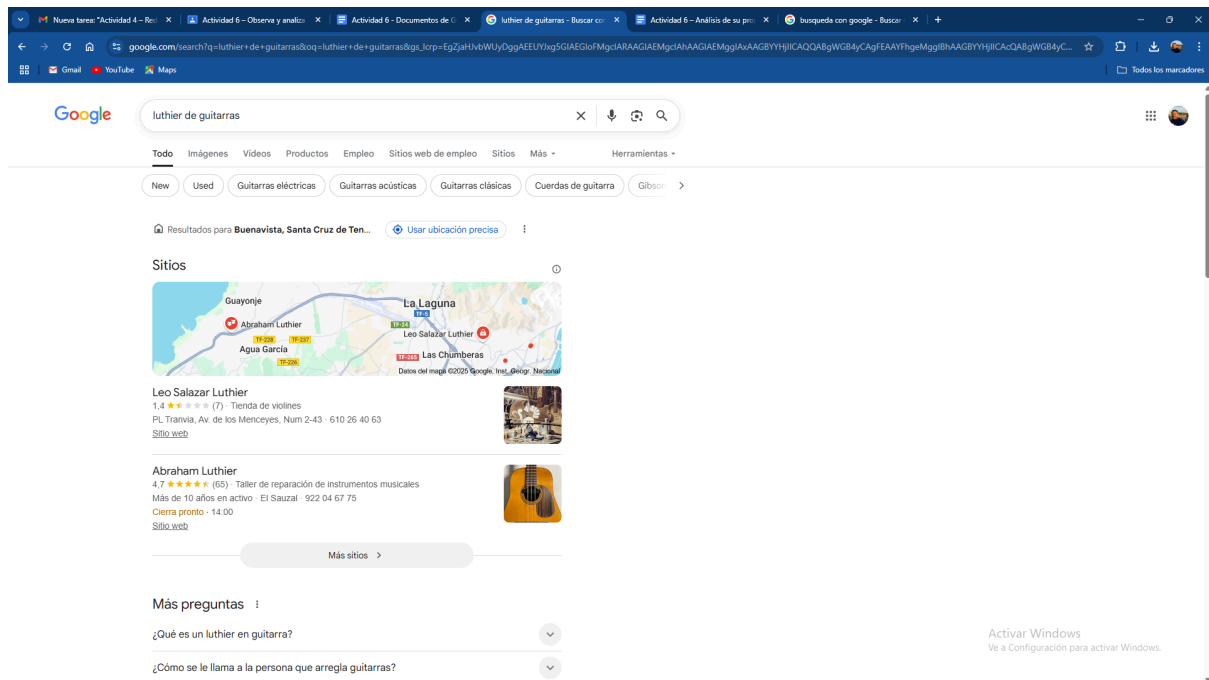 Nueva tarea: "Actividad 4 – Red
Actividad 6 – Observa y analiza
Actividad 6 - Documentos de G
luthier de guitarras - Buscar con
Actividad 6 – Análisis de su pro
busqueda con google - Buscar
google.com/search?q=luthier+de+guitarras&oq=luthier+de+guitarras&gs_lcrp=
Gmail
YouTube
Maps
Todos los marcadores
Google
luthier de guitarras
Todo Imágenes Vídeos Productos Empleo Sitios web de empleo Sitios Más Herramientas
New Used Guitarras eléctricas Guitarras acústicas Guitarras clásicas Cuerdas de guitarra Gibson
Resultados para Buenavista, Santa Cruz de Ten... Usar ubicación precisa
Sitios
Guayonje
La Laguna
TF-5
Abraham Luthier
TF-24
Leo Salazar Luthier
TF-228 TF-237
Agua García
TF-265 Las Chumberas
TF-226
Datos del mapa ©2025 Google, Inst. Geogr. Nacional
Leo Salazar Luthier
1,4 (7) · Tienda de violines
PL Tranvia, Av. de los Menceyes, Num 2-43 · 610 26 40 63
Sitio web
Abraham Luthier
4,7 (65) · Taller de reparación de instrumentos musicales
Más de 10 años en activo · El Sauzal · 922 04 67 75
Cierra pronto · 14:00
Sitio web
Más sitios
Más preguntas
¿Qué es un luthier en guitarra?
¿Cómo se le llama a la persona que arregla guitarras?
Activar Windows
Ve a Configuración para activar Windows.